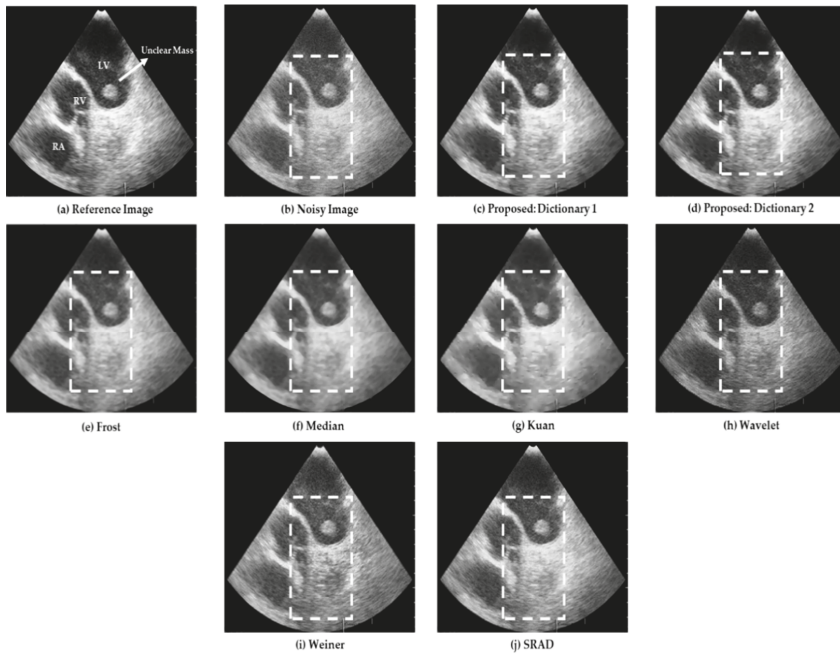 LV
Unclear Mass
RV
RA
(a) Reference Image
(b) Noisy Image
(c) Proposed: Dictionary 1
(d) Proposed: Dictionary 2
(e) Frost
(f) Median
(g) Kuan
(h) Wavelet
(i) Weiner
(j) SRAD